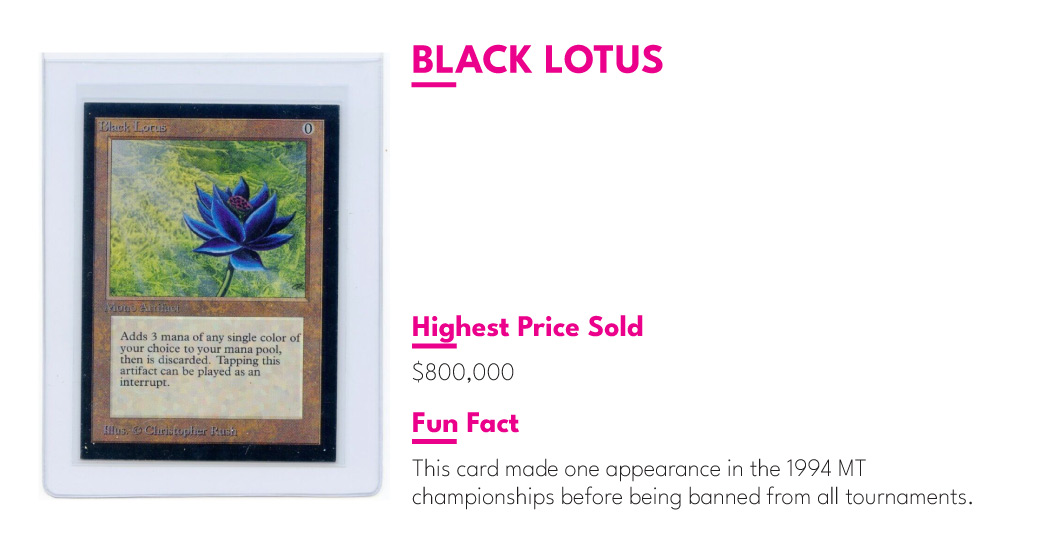 BLACK LOTUS
Black Lotus
0
Mono Artifact
Adds 3 mana of any single color of
your choice to your mana pool,
then is discarded. Tapping this
artifact can be played as an
interrupt.
Illus. © Christopher Rush
Highest Price Sold
$800,000
Fun Fact
This card made one appearance in the 1994 MT
championships before being banned from all tournaments.